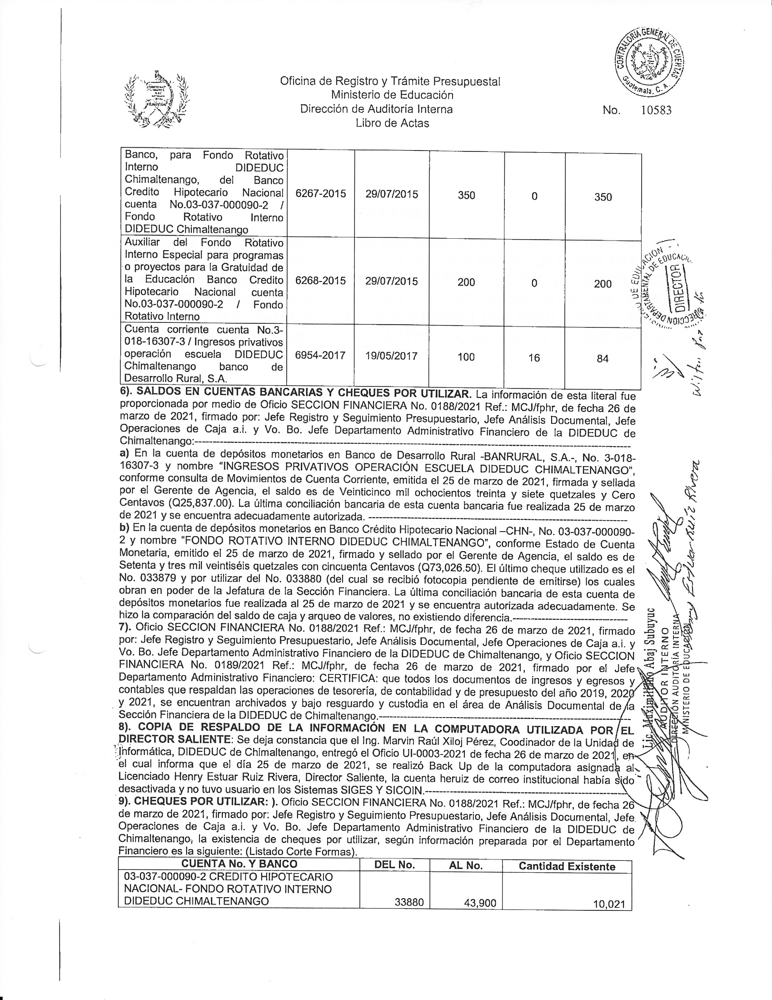 CONTRALORÍA GENERAL DE CUENTAS
Guatemala, C. A.
Oficina de Registro y Trámite Presupuestal
Ministerio de Educación
Dirección de Auditoría Interna
Libro de Actas
No. 10583
Banco, para Fondo Rotativo
Interno DIDEDUC
Chimaltenango, del Banco
Credito Hipotecario Nacional
cuenta No.03-037-000090-2 /
Fondo Rotativo Interno
DIDEDUC Chimaltenango
6267-2015 29/07/2015 350 0 350
Auxiliar del Fondo Rotativo
Interno Especial para programas
o proyectos para la Gratuidad de
la Educación Banco Credito
Hipotecario Nacional cuenta
No.03-037-000090-2 / Fondo
Rotativo Interno
6268-2015 29/07/2015 200 0 200
Cuenta corriente cuenta No.3-
018-16307-3 / Ingresos privativos
operación escuela DIDEDUC
Chimaltenango banco de
Desarrollo Rural, S.A.
6954-2017 19/05/2017 100 16 84
6). SALDOS EN CUENTAS BANCARIAS Y CHEQUES POR UTILIZAR. La información de esta literal fue
proporcionada por medio de Oficio SECCION FINANCIERA No. 0188/2021 Ref.: MCJ/fphr, de fecha 26 de
marzo de 2021, firmado por: Jefe Registro y Seguimiento Presupuestario, Jefe Análisis Documental, Jefe
Operaciones de Caja a.i. y Vo. Bo. Jefe Departamento Administrativo Financiero de la DIDEDUC de
Chimaltenango:------------------------------------------------------------
a) En la cuenta de depósitos monetarios en Banco de Desarrollo Rural -BANRURAL, S.A.-, No. 3-018-
16307-3 y nombre “INGRESOS PRIVATIVOS OPERACIÓN ESCUELA DIDEDUC CHIMALTENANGO”,
conforme consulta de Movimientos de Cuenta Corriente, emitida el 25 de marzo de 2021, firmada y sellada
por el Gerente de Agencia, el saldo es de Veinticinco mil ochocientos treinta y siete quetzales y Cero
Centavos (Q25,837.00). La última conciliación bancaria de esta cuenta bancaria fue realizada 25 de marzo
de 2021 y se encuentra adecuadamente autorizada. ------------------------------------------------------------
b) En la cuenta de depósitos monetarios en Banco Crédito Hipotecario Nacional –CHN-, No. 03-037-000090-
2 y nombre “FONDO ROTATIVO INTERNO DIDEDUC CHIMALTENANGO”, conforme Estado de Cuenta
Monetaria, emitido el 25 de marzo de 2021, firmado y sellado por el Gerente de Agencia, el saldo es de
Setenta y tres mil veintiséis quetzales con cincuenta Centavos (Q73,026.50). El último cheque utilizado es el
No. 033879 y por utilizar del No. 033880 (del cual se recibió fotocopia pendiente de emitirse) los cuales
obran en poder de la Jefatura de la Sección Financiera. La última conciliación bancaria de esta cuenta de
depósitos monetarios fue realizada al 25 de marzo de 2021 y se encuentra autorizada adecuadamente. Se
hizo la comparación del saldo de caja y arqueo de valores, no existiendo diferencia.------------------------------
7). Oficio SECCION FINANCIERA No. 0188/2021 Ref.: MCJ/fphr, de fecha 26 de marzo de 2021, firmado
por: Jefe Registro y Seguimiento Presupuestario, Jefe Análisis Documental, Jefe Operaciones de Caja a.i. y
Vo. Bo. Jefe Departamento Administrativo Financiero de la DIDEDUC de Chimaltenango, y Oficio SECCION
FINANCIERA No. 0189/2021 Ref.: MCJ/fphr, de fecha 26 de marzo de 2021, firmado por el Jefe
Departamento Administrativo Financiero: CERTIFICA: que todos los documentos de ingresos y egresos y
contables que respaldan las operaciones de tesorería, de contabilidad y de presupuesto del año 2019, 2020
y 2021, se encuentran archivados y bajo resguardo y custodia en el área de Análisis Documental de la
Sección Financiera de la DIDEDUC de Chimaltenango.------------------------------------------------------------
8). COPIA DE RESPALDO DE LA INFORMACIÓN EN LA COMPUTADORA UTILIZADA POR EL
DIRECTOR SALIENTE: Se deja constancia que el Ing. Marvin Raúl Xiloj Pérez, Coodinador de la Unidad de
Informática, DIDEDUC de Chimaltenango, entregó el Oficio UI-0003-2021 de fecha 26 de marzo de 2021, en
el cual informa que el día 25 de marzo de 2021, se realizó Back Up de la computadora asignada al
Licenciado Henry Estuar Ruiz Rivera, Director Saliente, la cuenta heruiz de correo institucional había sido
desactivada y no tuvo usuario en los Sistemas SIGES Y SICOIN.------------------------------------------------------------
9). CHEQUES POR UTILIZAR: ). Oficio SECCION FINANCIERA No. 0188/2021 Ref.: MCJ/fphr, de fecha 26
de marzo de 2021, firmado por: Jefe Registro y Seguimiento Presupuestario, Jefe Análisis Documental, Jefe
Operaciones de Caja a.i. y Vo. Bo. Jefe Departamento Administrativo Financiero de la DIDEDUC de
Chimaltenango, la existencia de cheques por utilizar, según información preparada por el Departamento
Financiero es la siguiente: (Listado Corte Formas).
CUENTA No. Y BANCO DEL No. AL No. Cantidad Existente
03-037-000090-2 CREDITO HIPOTECARIO
NACIONAL- FONDO ROTATIVO INTERNO
DIDEDUC CHIMALTENANGO 33880 43,900 10,021
DIRECCION DEPARTAMENTAL DE EDUCACIO
DIRECTOR
Estuar Ruiz Rivera
Lic. Maximiliano Abaj Subuyuc
AUDITOR INTERNO
DIRECCIÓN AUDITORÍA INTERNA
MINISTERIO DE EDUCACION